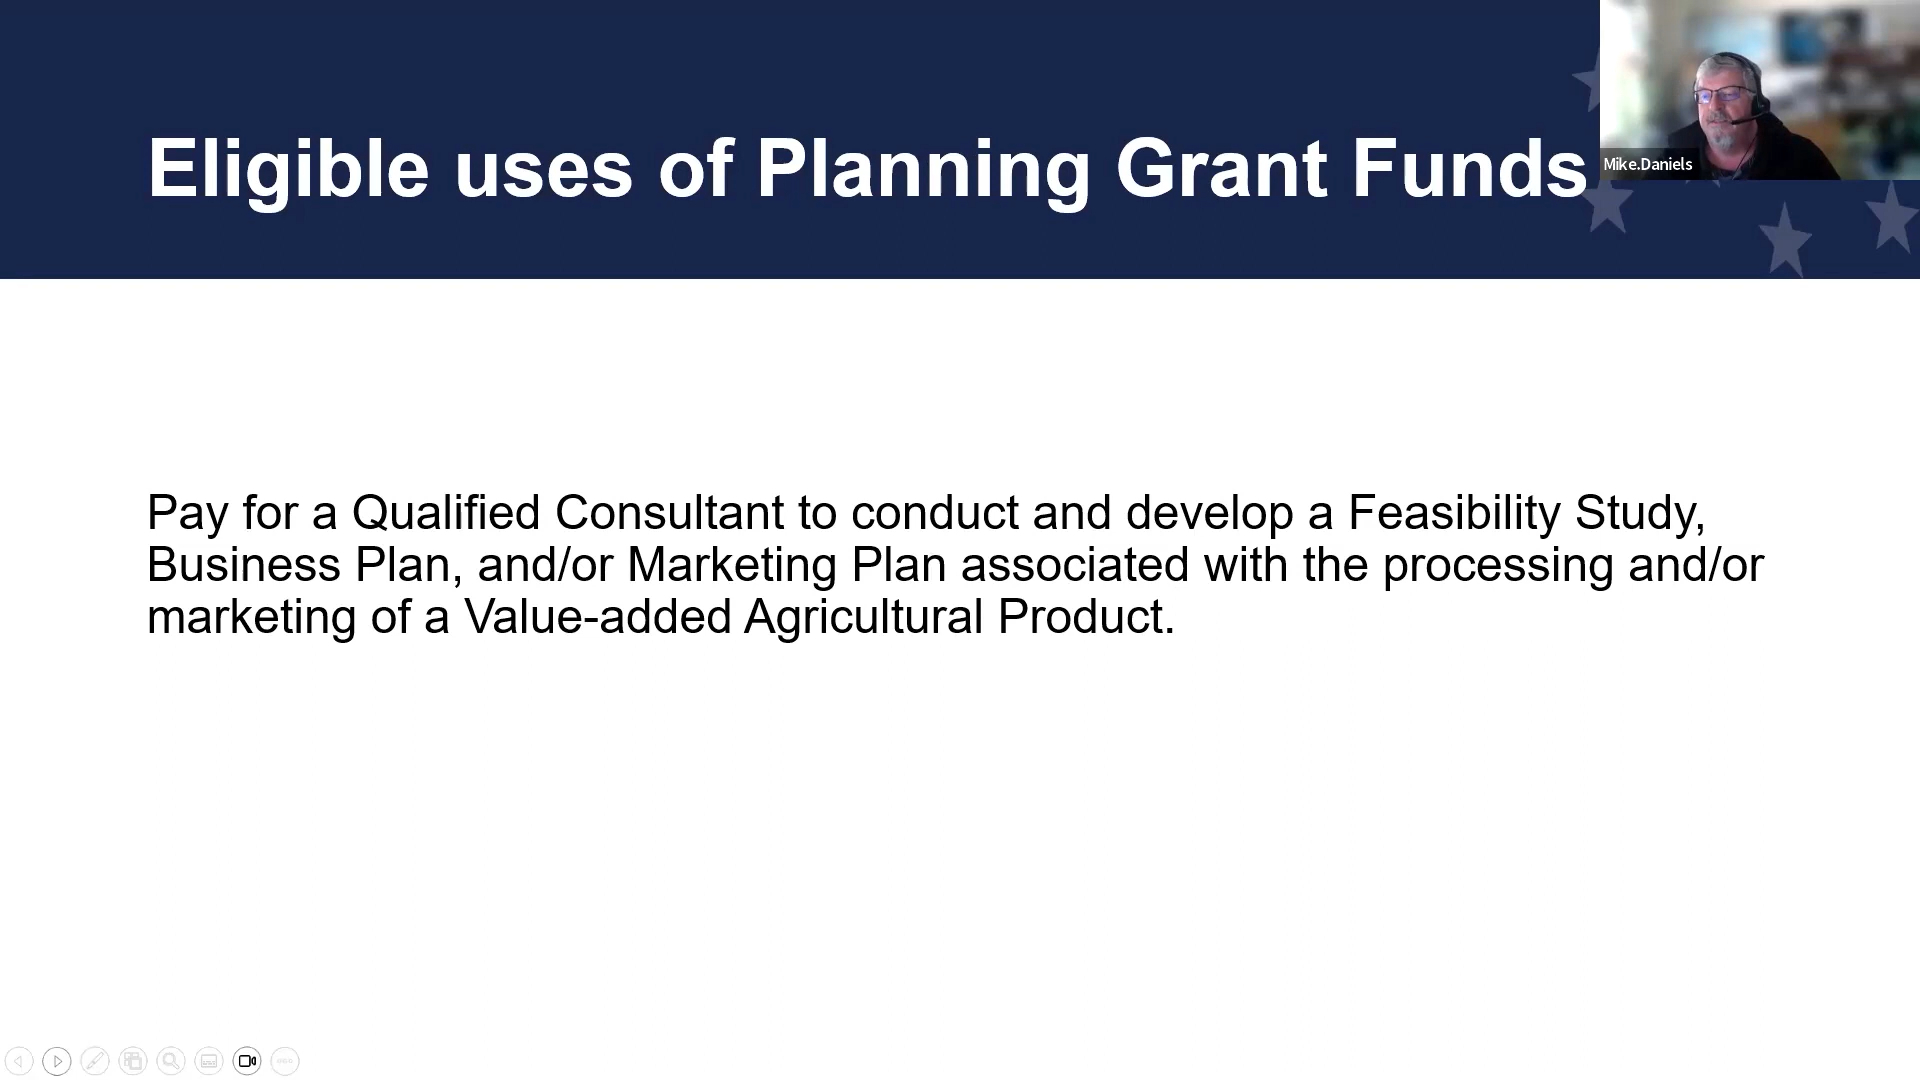 Eligible uses of Planning Grant Funds
Mike.Daniels
Pay for a Qualified Consultant to conduct and develop a Feasibility Study,
Business Plan, and/or Marketing Plan associated with the processing and/or
marketing of a Value-added Agricultural Product.